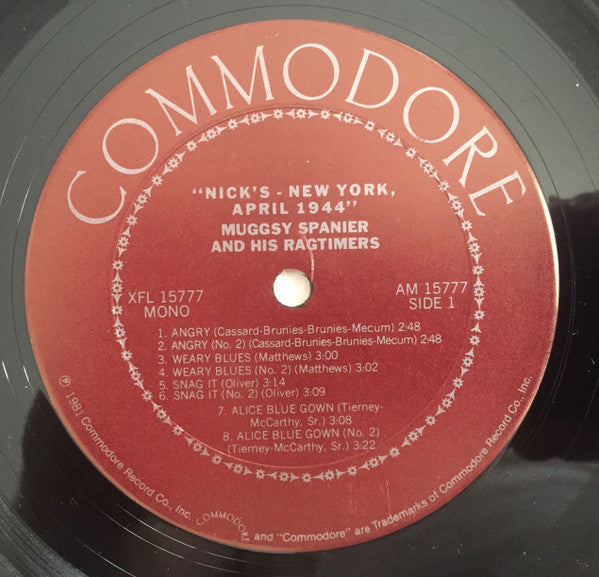 COMMODORE
"NICK'S - NEW YORK,
APRIL 1944"
MUGGSY SPANIER
AND HIS RAGTIMERS
XFL 15777
MONO
AM 15777
SIDE 1
1. ANGRY (Cassard-Brunies-Brunies-Mecum) 2:48
2. ANGRY (No. 2) (Cassard-Brunies-Brunies-Mecum) 2:48
3. WEARY BLUES (Matthews) 3:00
4. WEARY BLUES (No. 2) (Matthews) 3:02
5. SNAG IT (Oliver) 3:14
6. SNAG IT (No. 2) (Oliver) 3:09
7. ALICE BLUE GOWN (Tierney-
McCarthy, Sr.) 3:08
8. ALICE BLUE GOWN (No. 2)
(Tierney-McCarthy, Sr.) 3:22
℗ 1981 Commodore Record Co., Inc. COMMODORE and "Commodore" are Trademarks of Commodore Record Co., Inc.